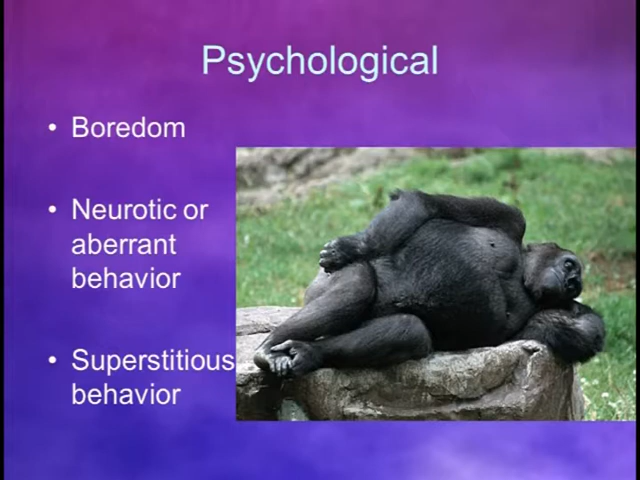 Psychological
• Boredom
• Neurotic or
aberrant
behavior
• Superstitious
behavior